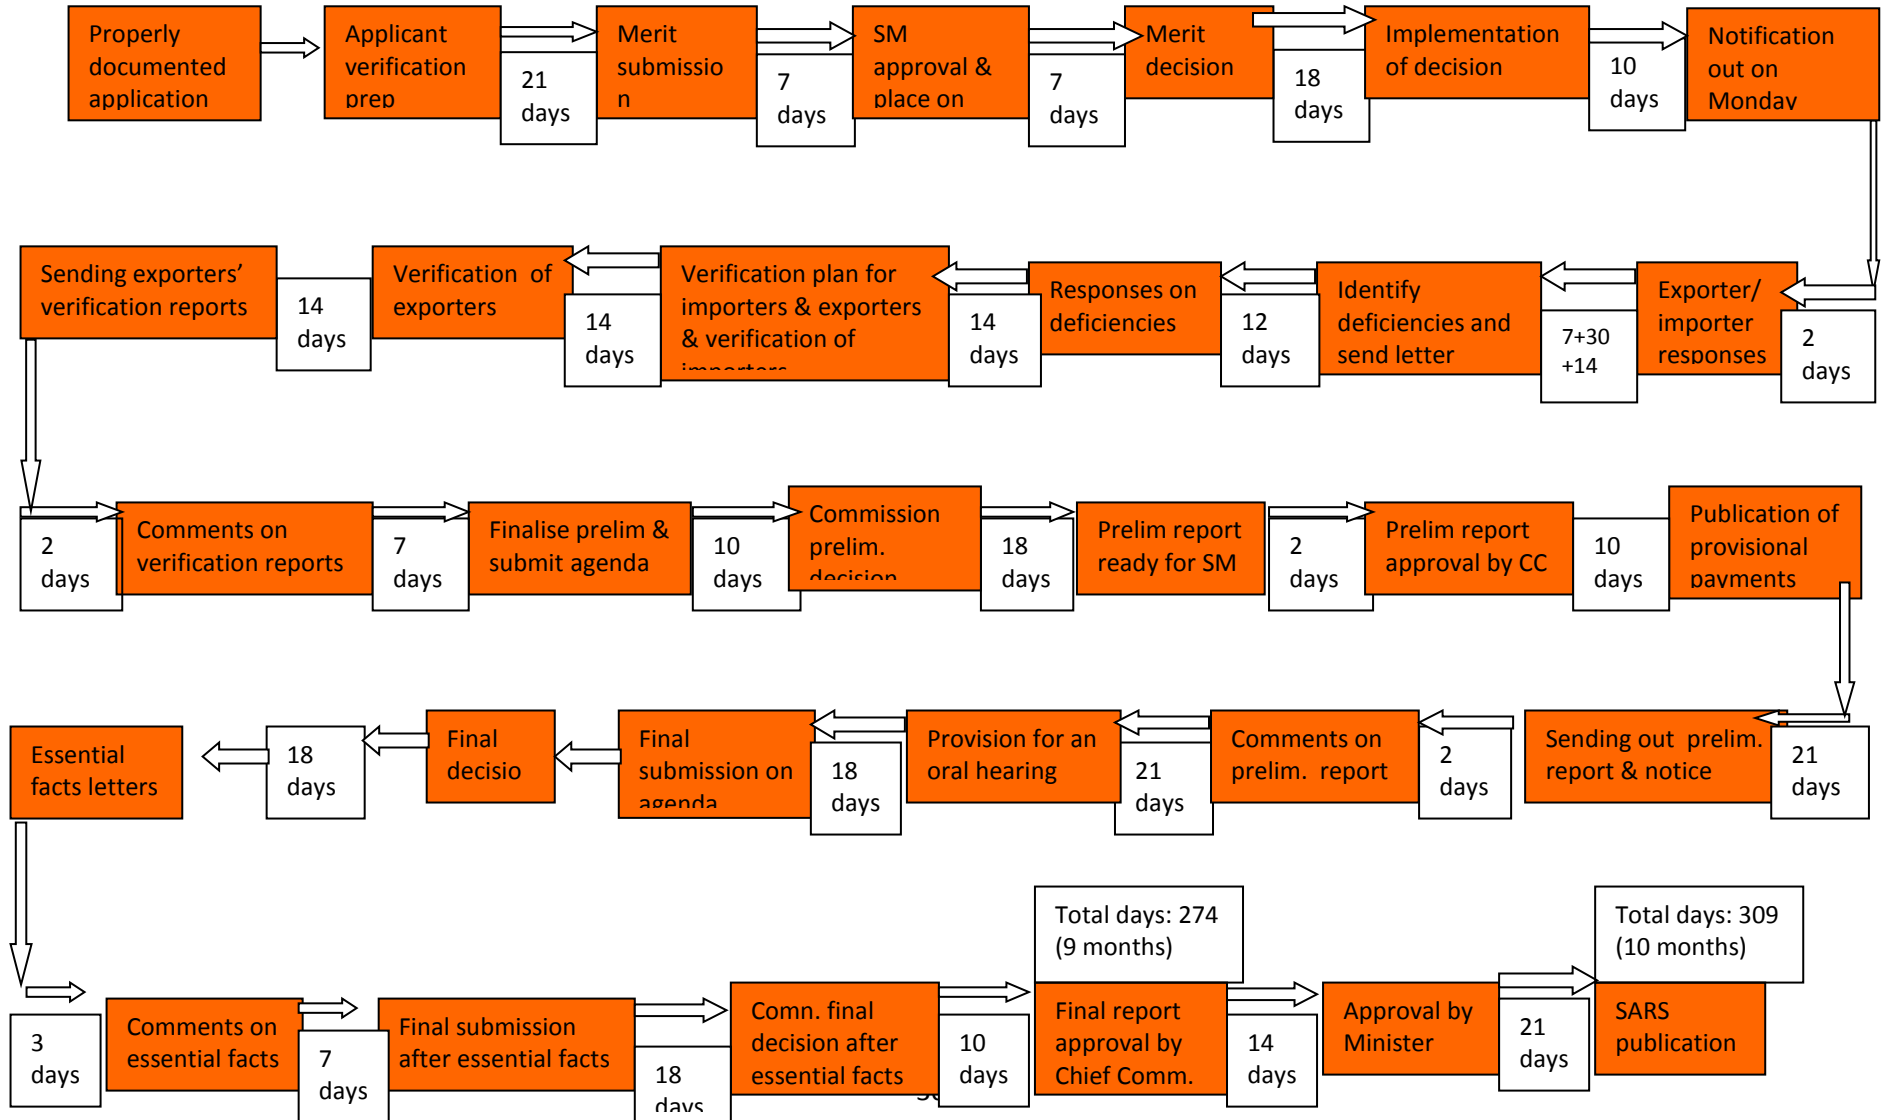 Properly
documented
application
Applicant
verification
prep
21
days
Merit
submissio
n
7
days
SM
approval &
place on
7
days
Merit
decision
18
days
Implementation
of decision
10
days
Notification
out on
Monday
Sending exporters’
verification reports
14
days
Verification of
exporters
14
days
Verification plan for
importers & exporters
& verification of
importers
14
days
Responses on
deficiencies
12
days
Identify
deficiencies and
send letter
7+30
+14
Exporter/
importer
responses
2
days
2
days
Comments on
verification reports
7
days
Finalise prelim &
submit agenda
10
days
Commission
prelim.
decision
18
days
Prelim report
ready for SM
2
days
Prelim report
approval by CC
10
days
Publication of
provisional
payments
Essential
facts letters
18
days
Final
decisio
Final
submission on
agenda
18
days
Provision for an
oral hearing
21
days
Comments on
prelim. report
2
days
Sending out prelim.
report & notice
21
days
3
days
Comments on
essential facts
7
days
Final submission
after essential facts
18
days
Comn. final
decision after
essential facts
10
days
Total days: 274
(9 months)
Final report
approval by
Chief Comm.
14
days
Approval by
Minister
21
days
Total days: 309
(10 months)
SARS
publication